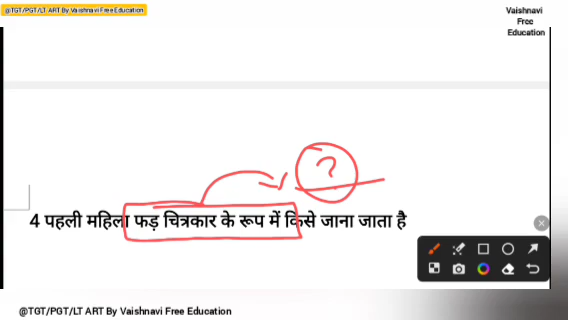 @TGT/PGT/LT ART By Vaishnavi Free Education
Vaishnavi
Free
Education
?
4 पहली महिला फड़ चित्रकार के रूप में किसे जाना जाता है
@TGT/PGT/LT ART By Vaishnavi Free Education